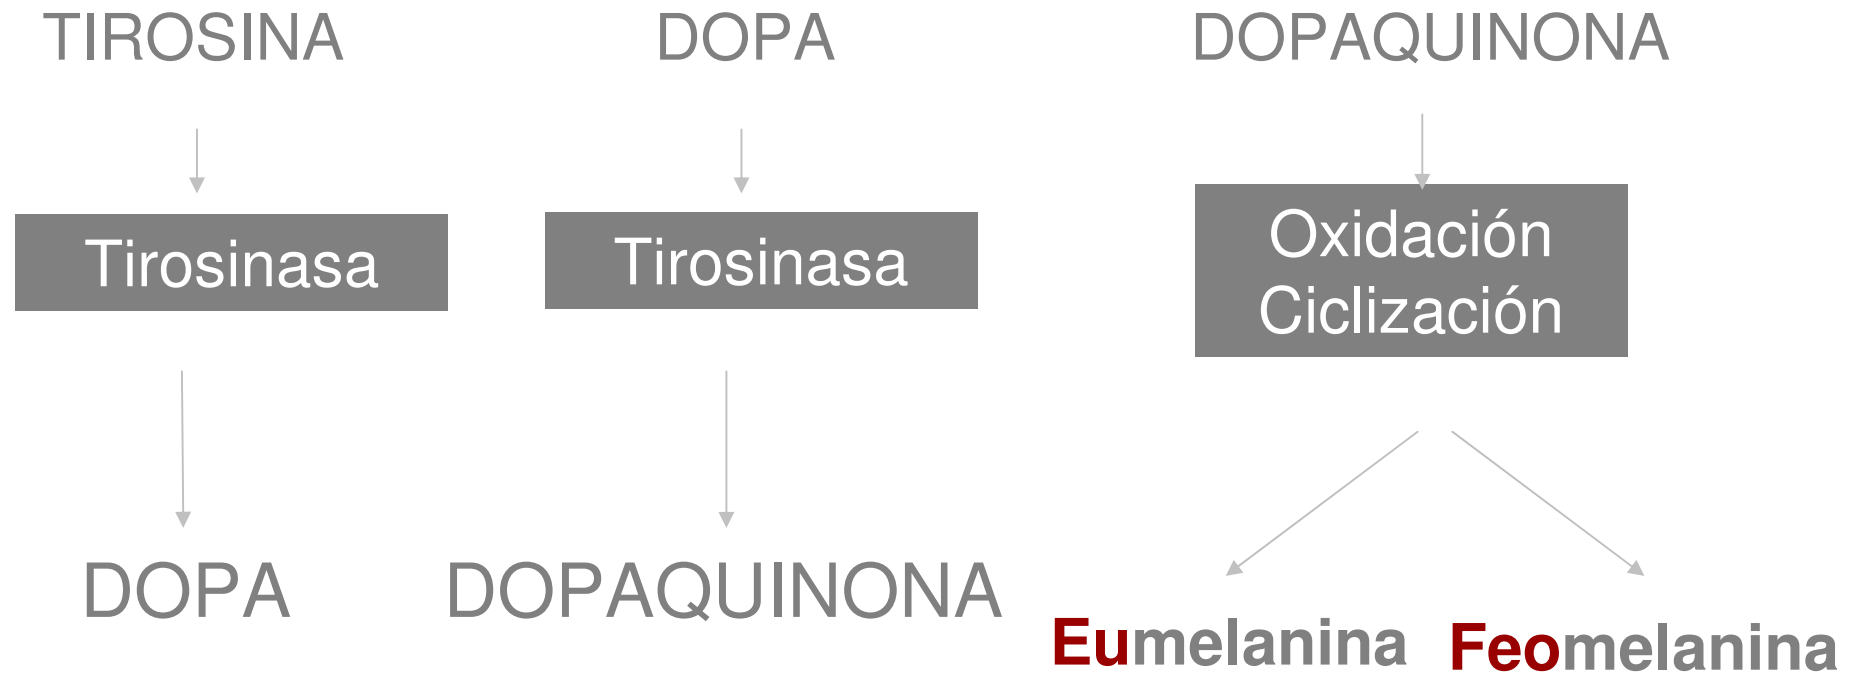 TIROSINA
Tirosinasa
DOPA
DOPA
Tirosinasa
DOPAQUINONA
DOPAQUINONA
Oxidación
Ciclización
Eumelanina
Feomelanina